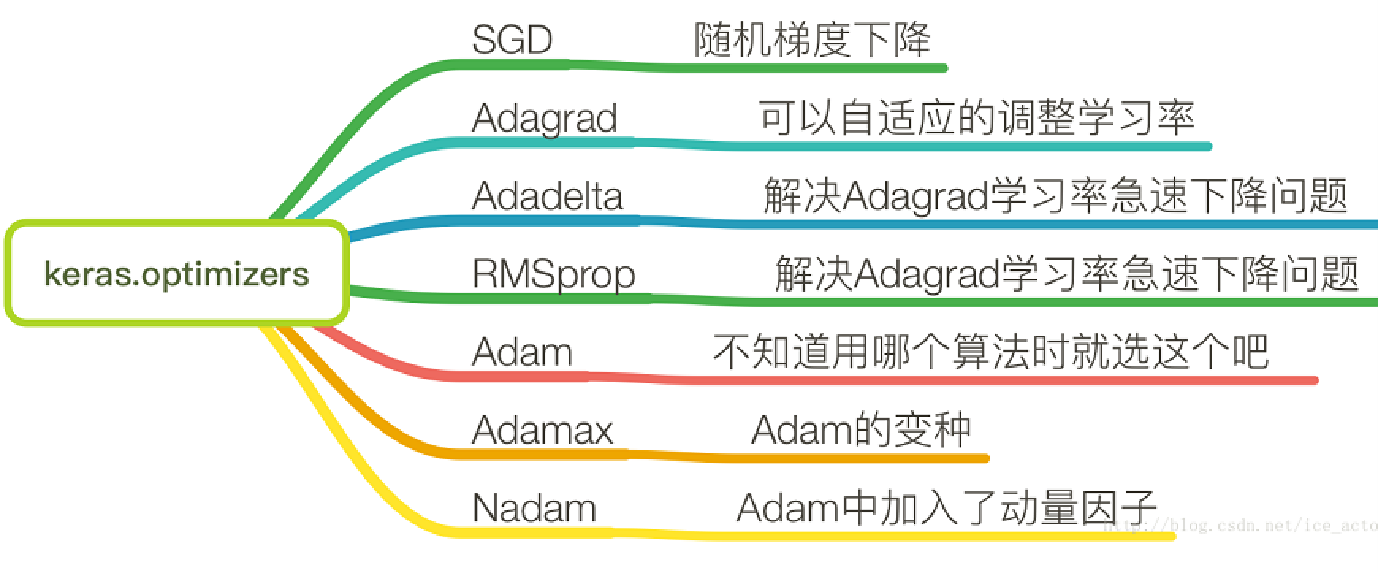 SGD 随机梯度下降
Adagrad 可以自适应的调整学习率
Adadelta 解决Adagrad学习率急速下降问题
RMSprop 解决Adagrad学习率急速下降问题
keras.optimizers
Adam 不知道用哪个算法时就选这个吧
Adamax Adam的变种
Nadam Adam中加入了动量因子
http://blog.csdn.net/ice_acto